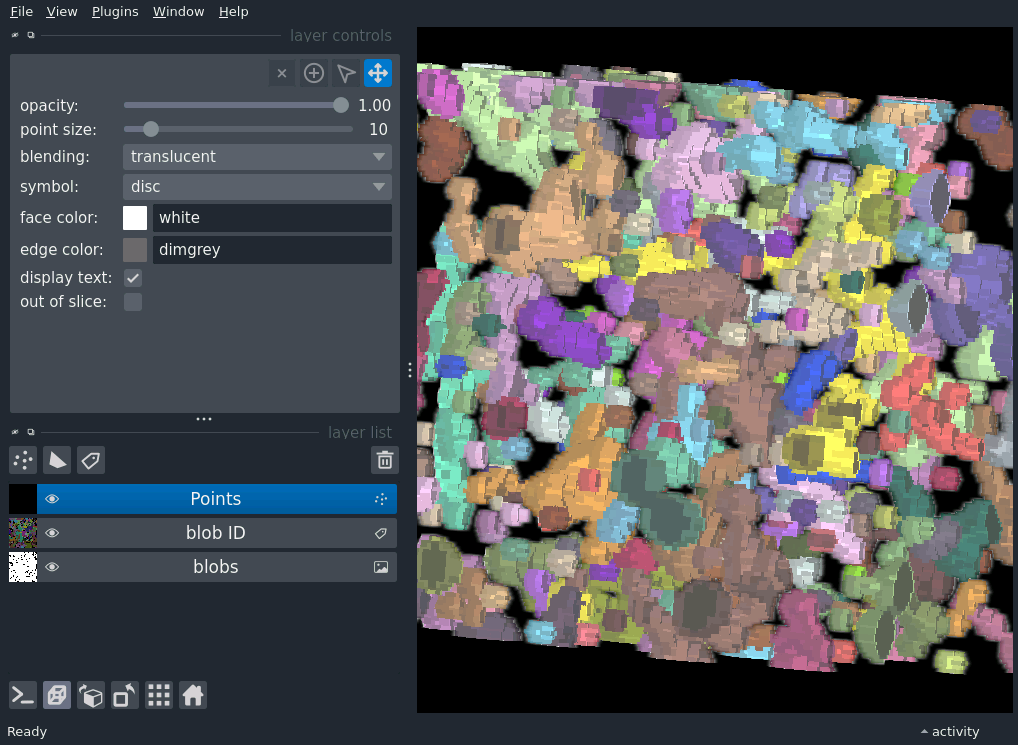 File View Plugins Window Help
layer controls
opacity: 1.00
point size: 10
blending: translucent
symbol: disc
face color: white
edge color: dimgrey
display text:
out of slice:
layer list
Points
blob ID
blobs
Ready activity